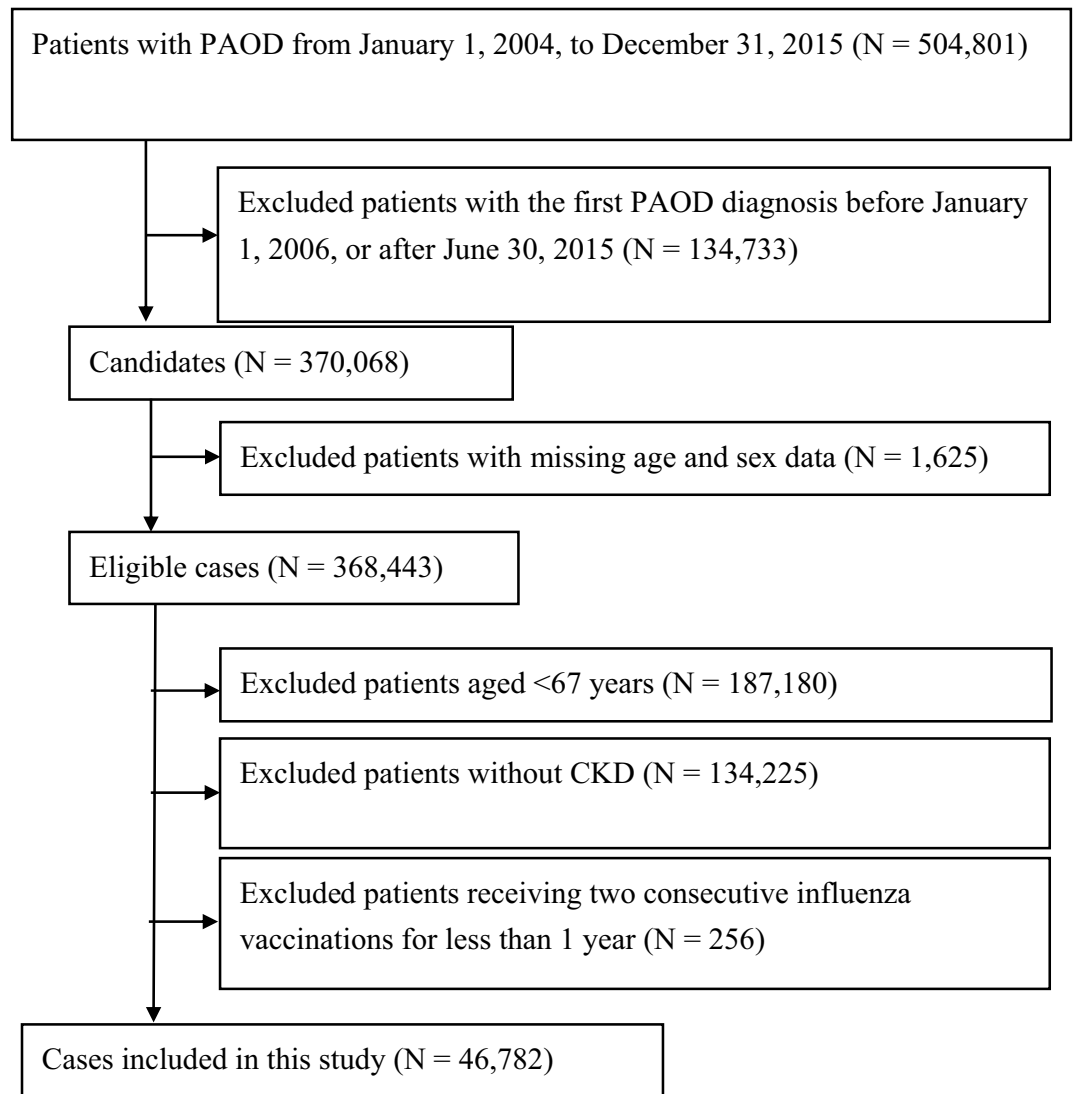 Patients with PAOD from January 1, 2004, to December 31, 2015 (N = 504,801)
Excluded patients with the first PAOD diagnosis before January
1, 2006, or after June 30, 2015 (N = 134,733)
Candidates (N = 370,068)
Excluded patients with missing age and sex data (N = 1,625)
Eligible cases (N = 368,443)
Excluded patients aged <67 years (N = 187,180)
Excluded patients without CKD (N = 134,225)
Excluded patients receiving two consecutive influenza
vaccinations for less than 1 year (N = 256)
Cases included in this study (N = 46,782)